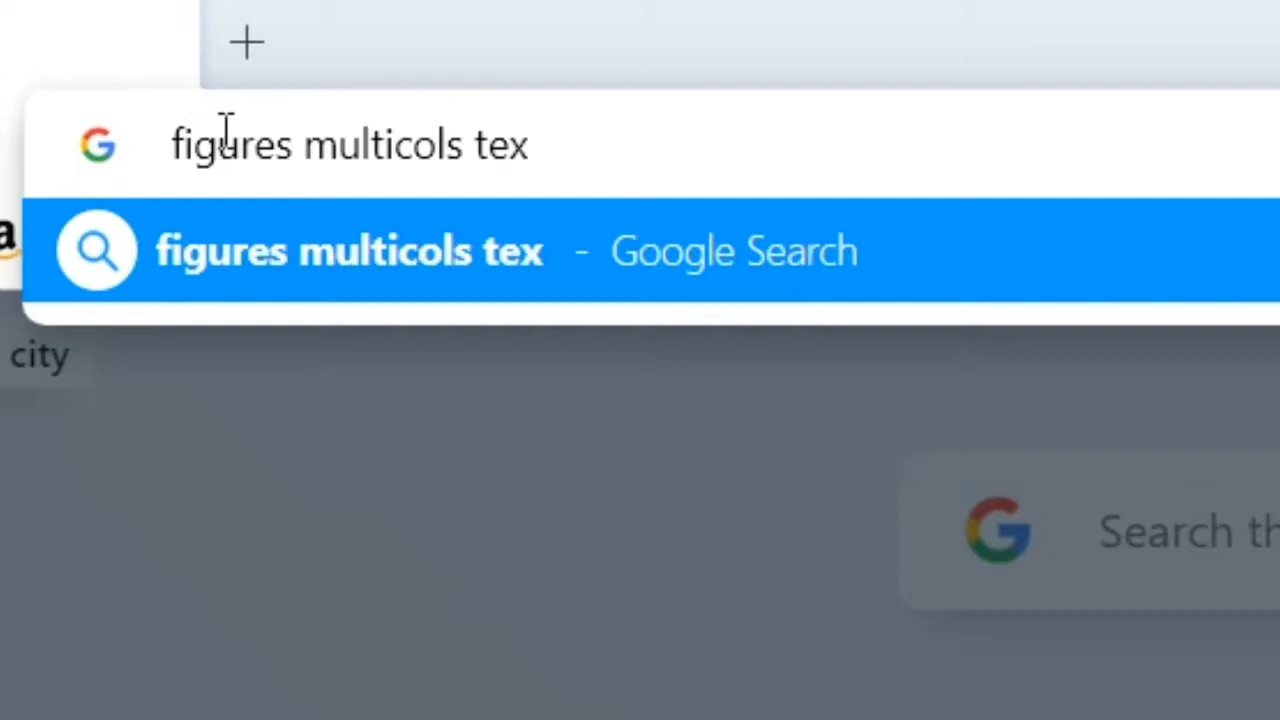 figures multicols tex
figures multicols tex - Google Search
a
city
Search th